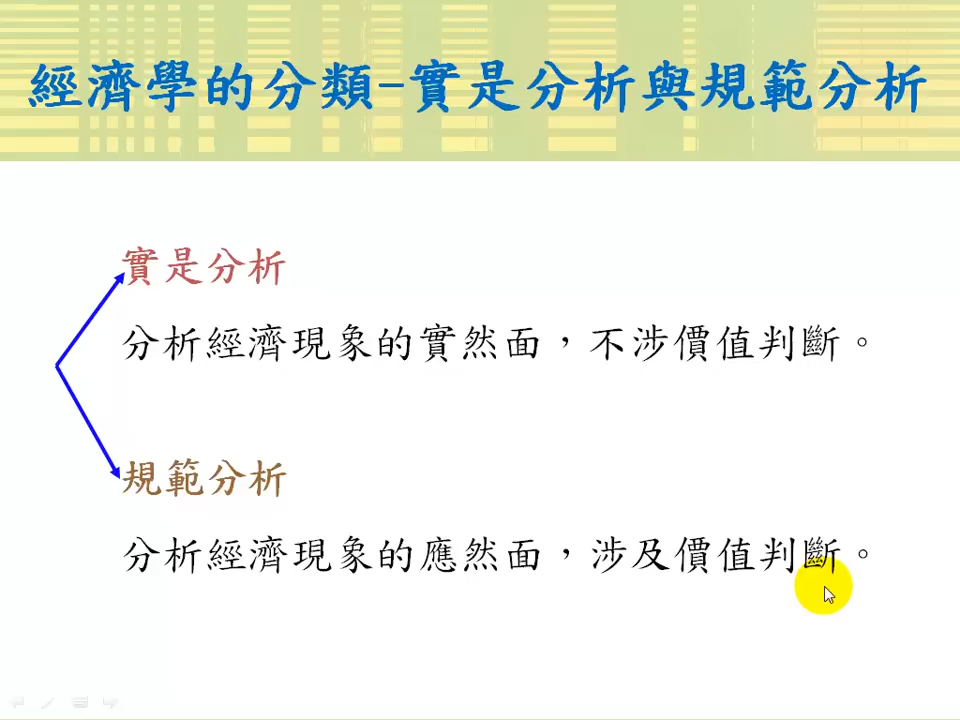 經濟學的分類-實是分析與規範分析
實是分析
分析經濟現象的實然面，不涉價值判斷。
規範分析
分析經濟現象的應然面，涉及價值判斷。